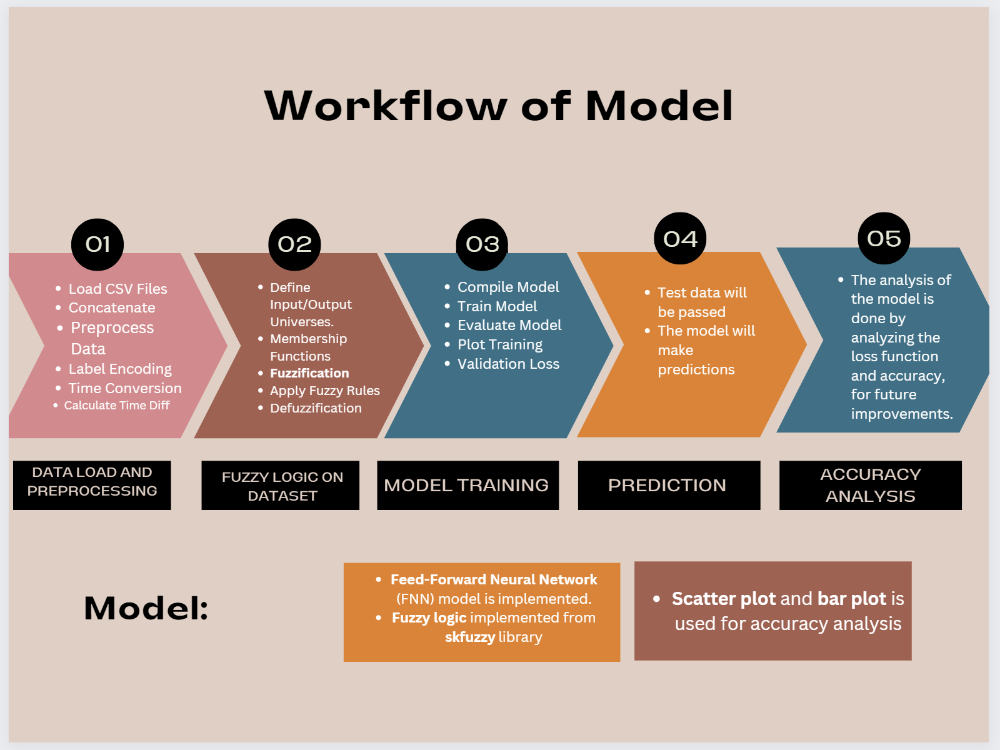 Workflow of Model
01
• Load CSV Files
• Concatenate
• Preprocess
Data
• Label Encoding
• Time Conversion
• Calculate Time Diff
DATA LOAD AND
PREPROCESSING
02
• Define
Input/Output
Universes.
• Membership
Functions
• Fuzzification
• Apply Fuzzy Rules
• Defuzzification
FUZZY LOGIC ON
DATASET
03
• Compile Model
• Train Model
• Evaluate Model
• Plot Training
• Validation Loss
MODEL TRAINING
04
• Test data will
be passed
• The model will
make
predictions
PREDICTION
05
• The analysis of
the model is
done by
analyzing the
loss function
and accuracy,
for future
improvements.
ACCURACY
ANALYSIS
Model:
• Feed-Forward Neural Network
(FNN) model is implemented.
• Fuzzy logic implemented from
skfuzzy library
• Scatter plot and bar plot is
used for accuracy analysis